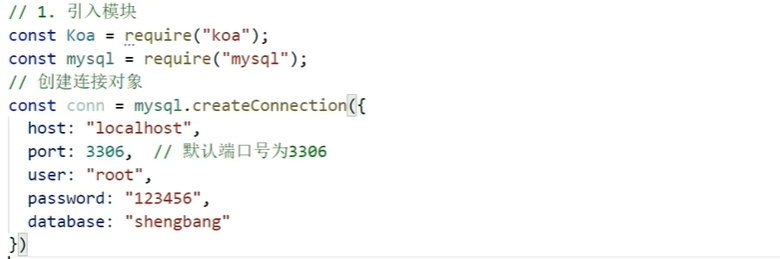 // 1. 引入模块
const Koa = require("koa");
const mysql = require("mysql");
// 创建连接对象
const conn = mysql.createConnection({
  host: "localhost",
  port: 3306,  // 默认端口号为3306
  user: "root",
  password: "123456",
  database: "shengbang"
})